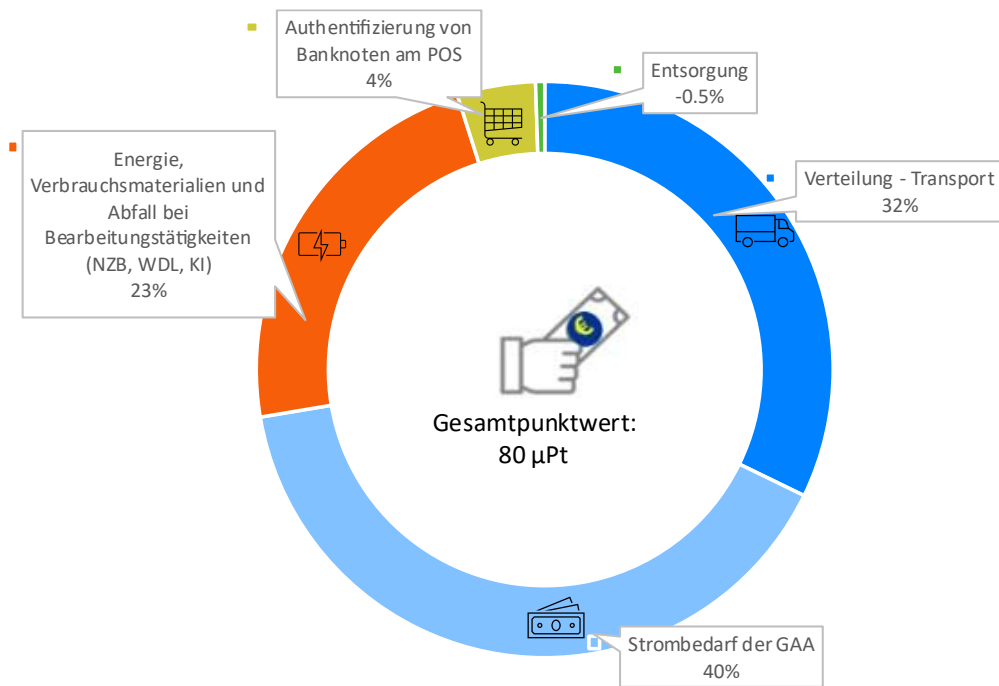 Authentifizierung von
Banknoten am POS
4%
Entsorgung
-0.5%
Energie,
Verbrauchsmaterialien und
Abfall bei
Bearbeitungstätigkeiten
(NZB, WDL, KI)
23%
Verteilung - Transport
32%
€
Gesamtpunktwert:
80 µPt
Strombedarf der GAA
40%